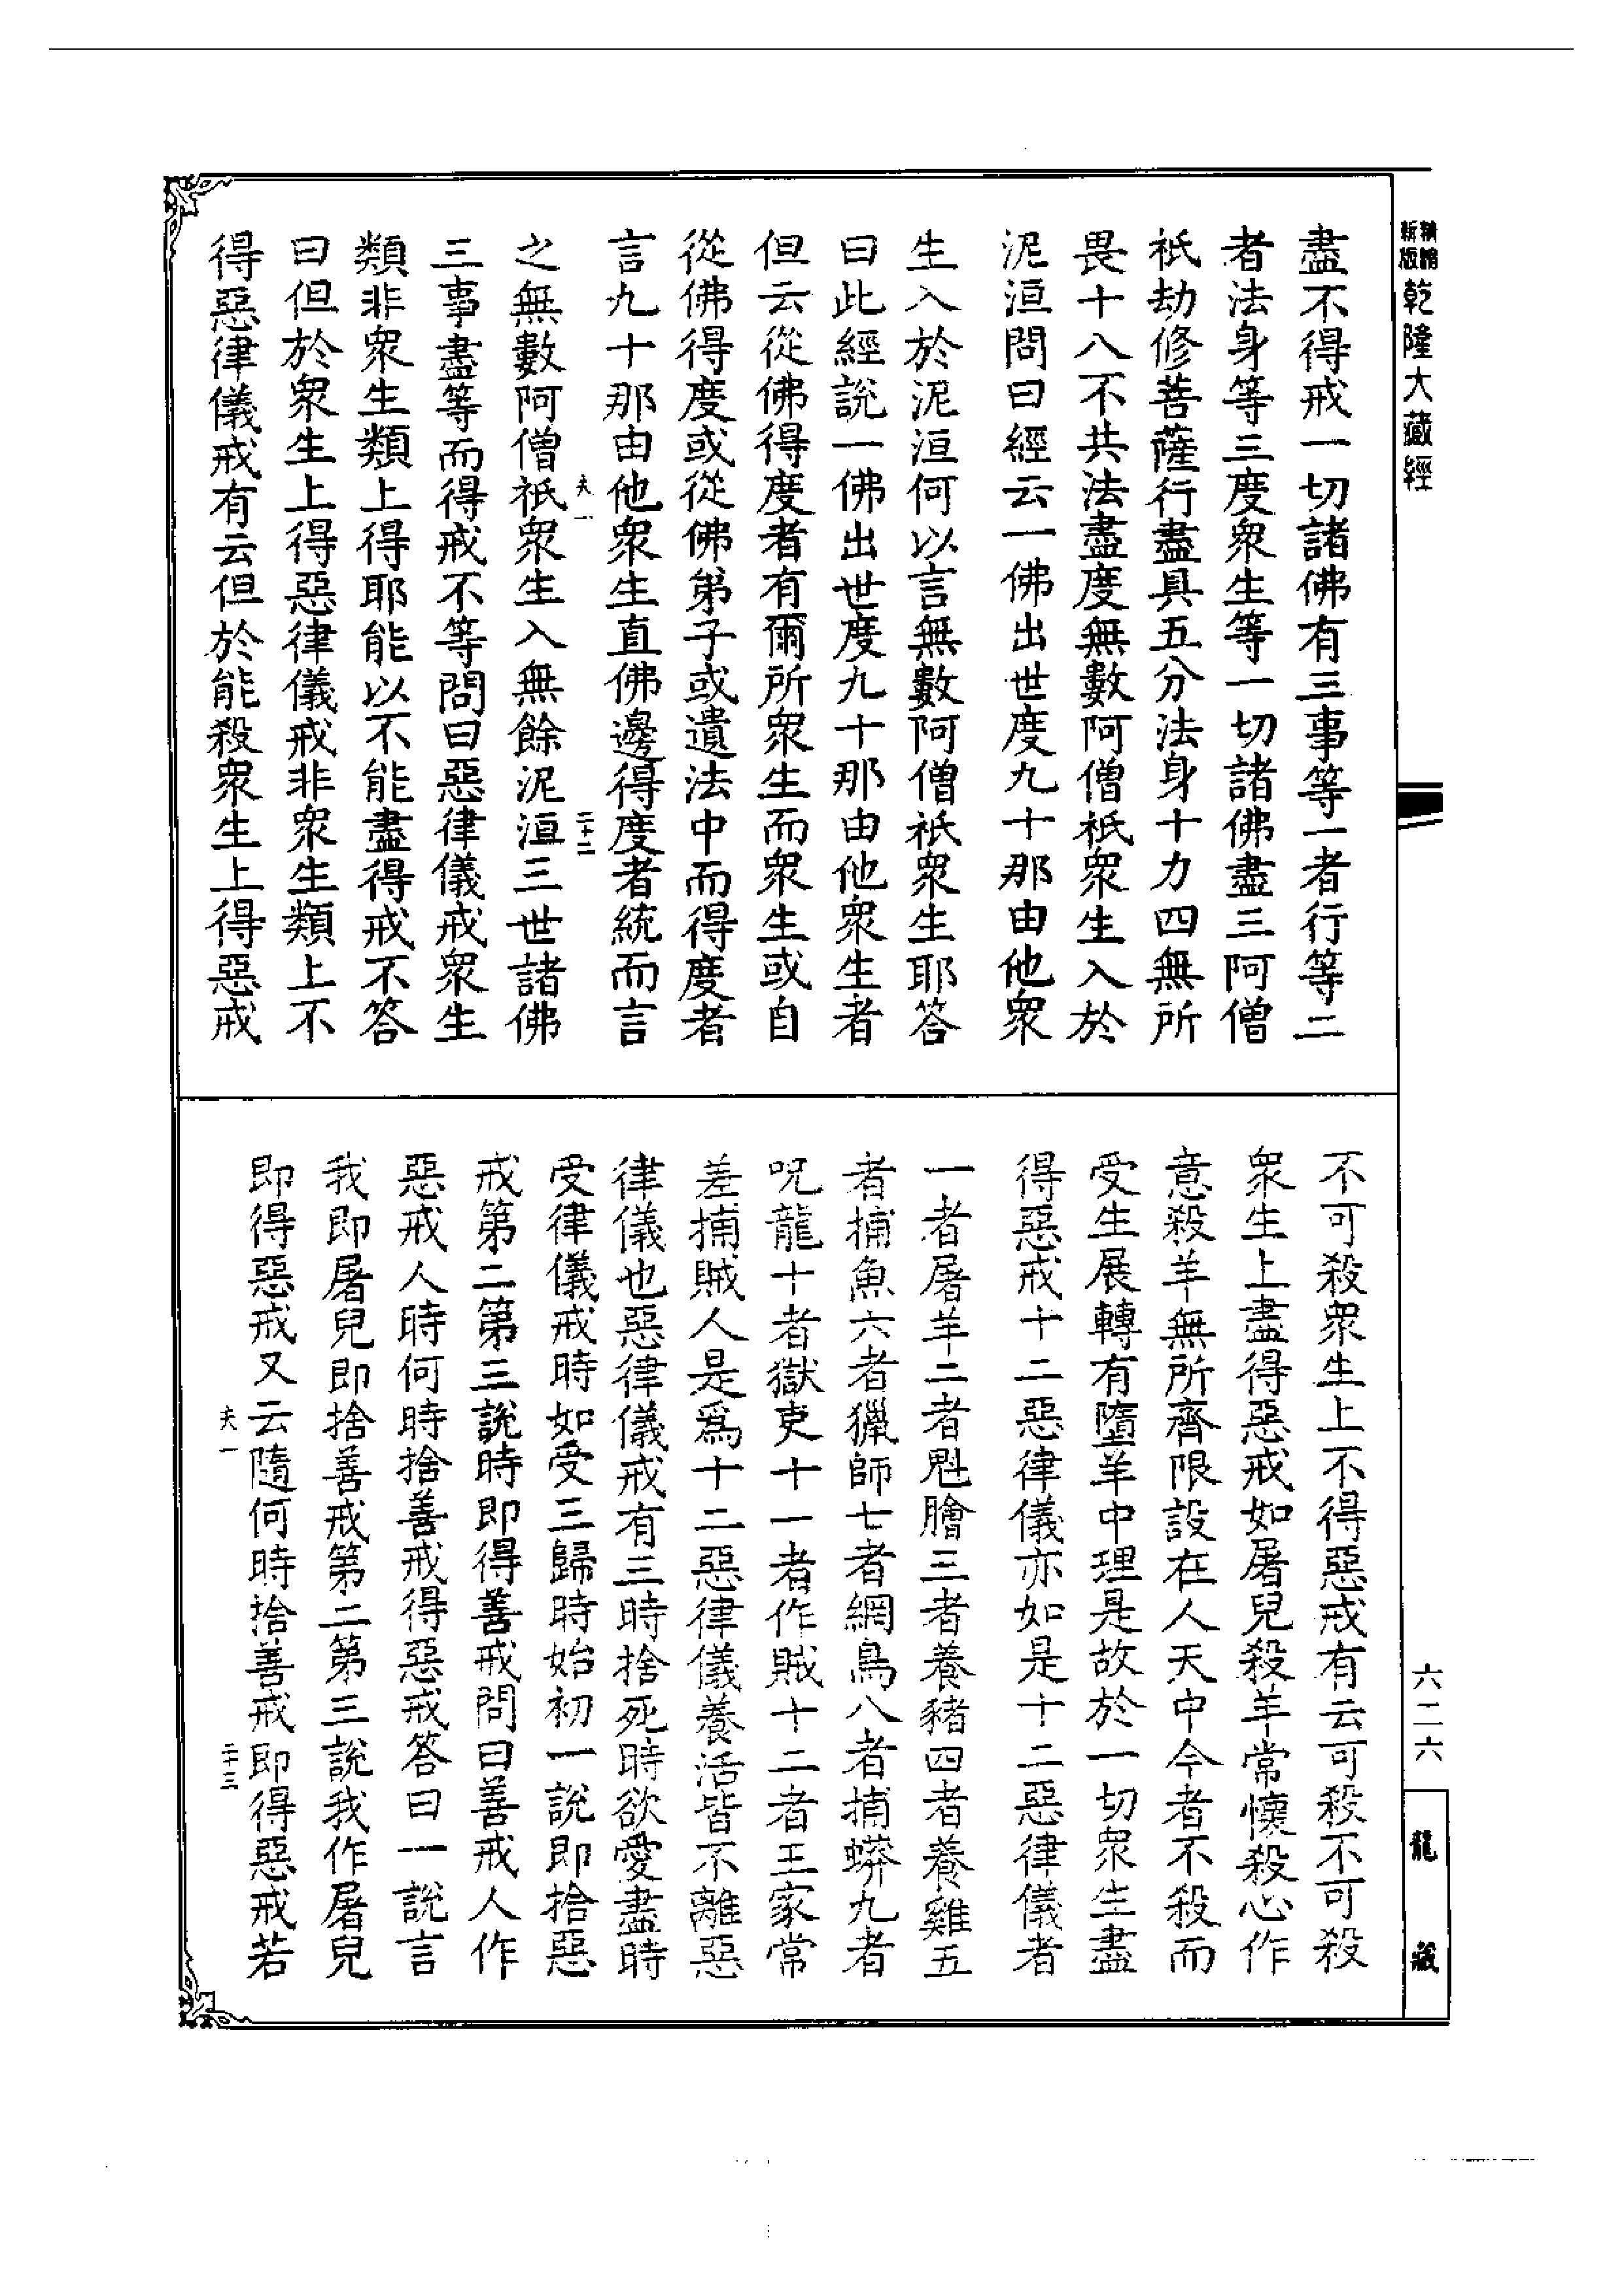 精譜
新版
乾隆大藏經
盡不得戒一切諸佛有三事等一者行等二
者法身等三度衆生等一切諸佛盡三阿僧
祇劫修菩薩行盡具五分法身十力四無所
畏十八不共法盡度無數阿僧祇衆生入於
泥洹問曰經云一佛出世度九十那由他衆
生入於泥洹何以言無數阿僧祇衆生耶答
曰此經說一佛出世度九十那由他衆生者
但云從佛得度者有爾所衆生而衆生或自
從佛得度或從佛弟子或遺法中而得度者
言九十那由他衆生直佛邊得度者統而言
夫一
二十二
之無數阿僧祇衆生入無餘泥洹三世諸佛
三事盡等而得戒不等問曰惡律儀戒衆生
類非衆生類上得耶能以不能盡得戒不答
曰但於衆生上得惡律儀戒非衆生類上不
得惡律儀戒有云但於能殺衆生上得惡戒
不可殺衆生上不得惡戒有云可殺不可殺
衆生上盡得惡戒如屠兒殺羊常懷殺心作
意殺羊無所齊限設在人天中今者不殺而
受生展轉有墮羊中理是故於一切衆生盡
得惡戒十二惡律儀亦如是十二惡律儀者
一者屠羊二者魁膾三者養豬四者養雞五
者捕魚六者獵師七者網鳥八者捕蟒九者
呪龍十者獄吏十一者作賊十二者王家常
差捕賊人是爲十二惡律儀養活皆不離惡
律儀也惡律儀戒有三時捨死時欲愛盡時
受律儀戒時如受三歸時始初一說即捨惡
戒第二第三說時即得善戒問曰善戒人作
惡戒人時何時捨善戒得惡戒答曰一說言
我即屠兒即捨善戒第二第三說我作屠兒
即得惡戒又云隨何時捨善戒即得惡戒若
夫一
二十三
六二六
龍藏